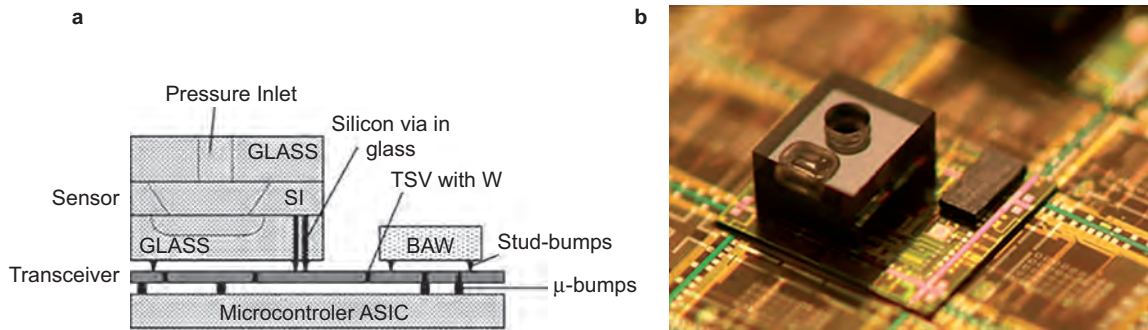 a
b
Pressure Inlet
Silicon via in
glass
GLASS
TSV with W
Sensor
SI
GLASS
BAW
Stud-bumps
Transceiver
μ-bumps
Microcontroler ASIC